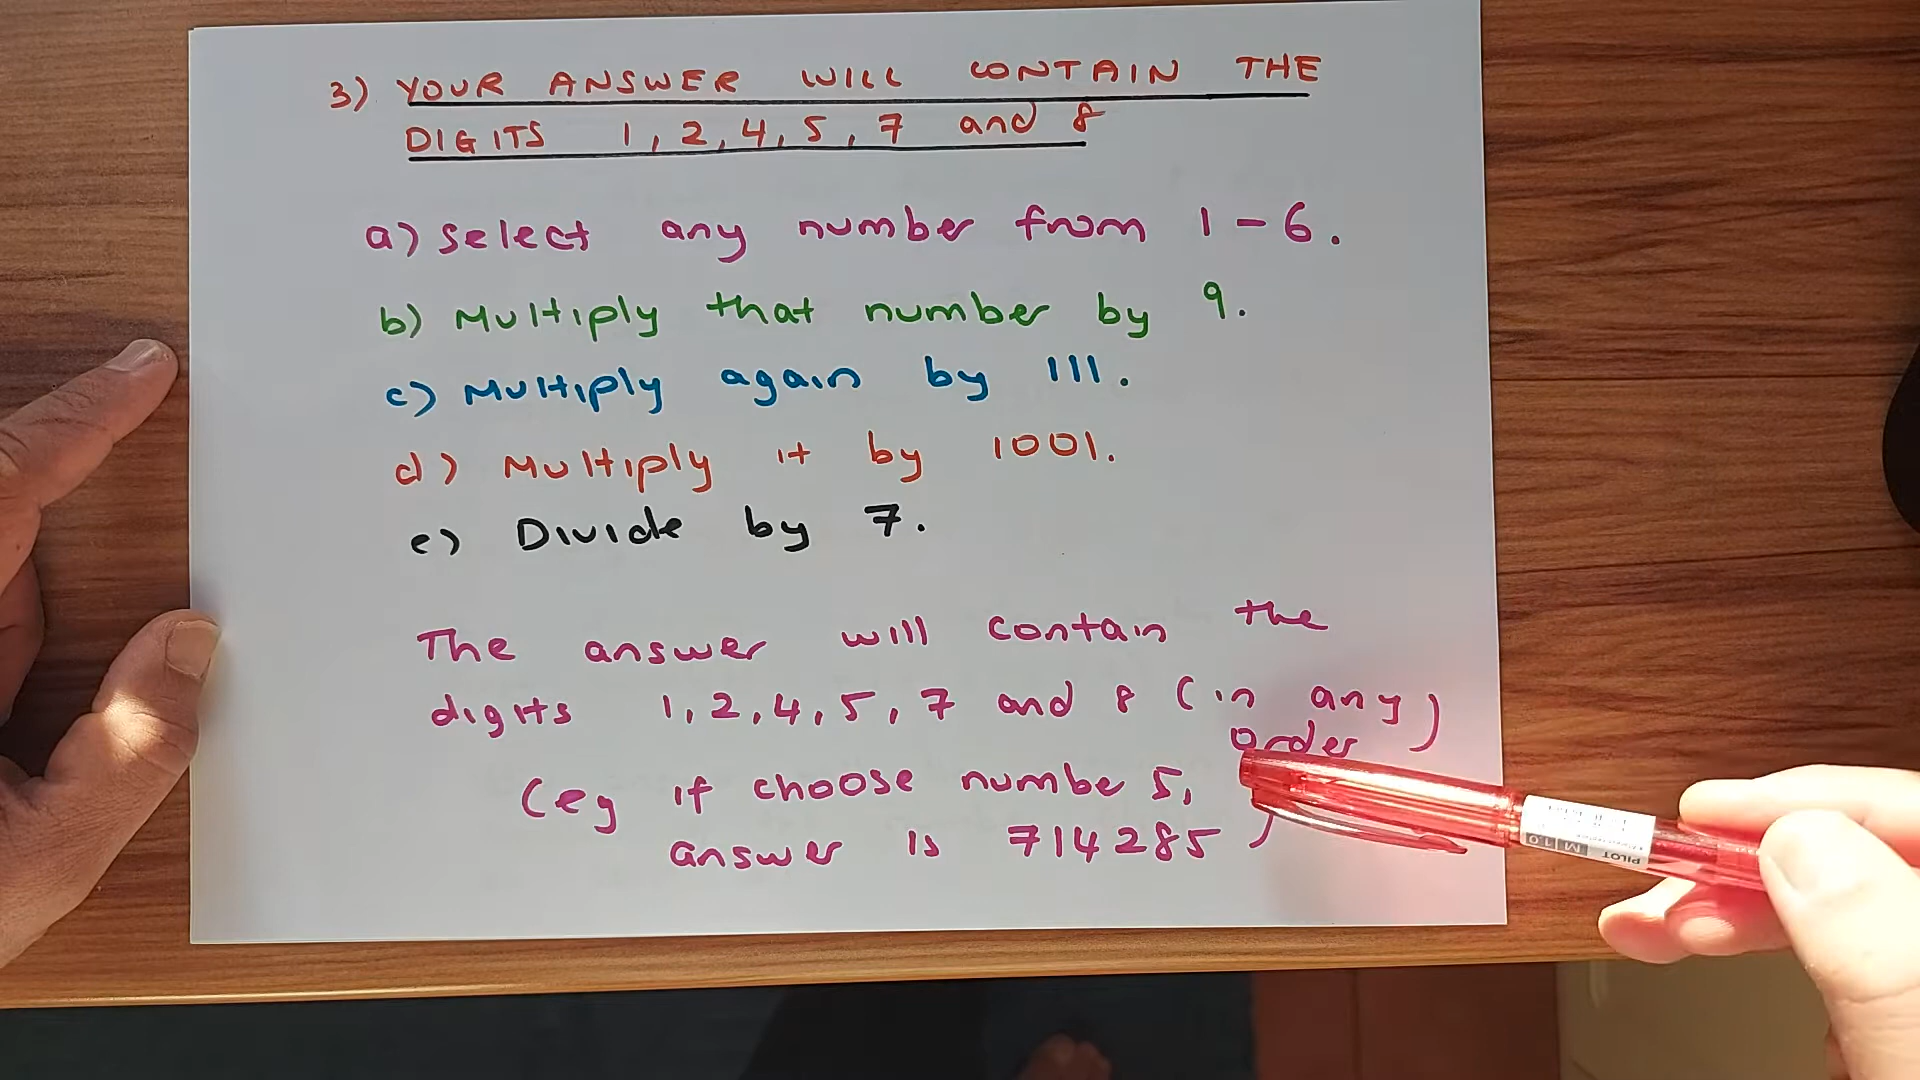 3) YOUR ANSWER WILL CONTAIN THE
DIGITS 1, 2, 4, 5, 7 and 8
a) select any number from 1 - 6.
b) Multiply that number by 9.
c) Multiply again by 111.
d) Multiply it by 1001.
e) Divide by 7.
The answer will contain the
digits 1, 2, 4, 5, 7 and 8 (in any
order)
(eg if choose number 5,
answer is 714285)
PILOT
M 1.0